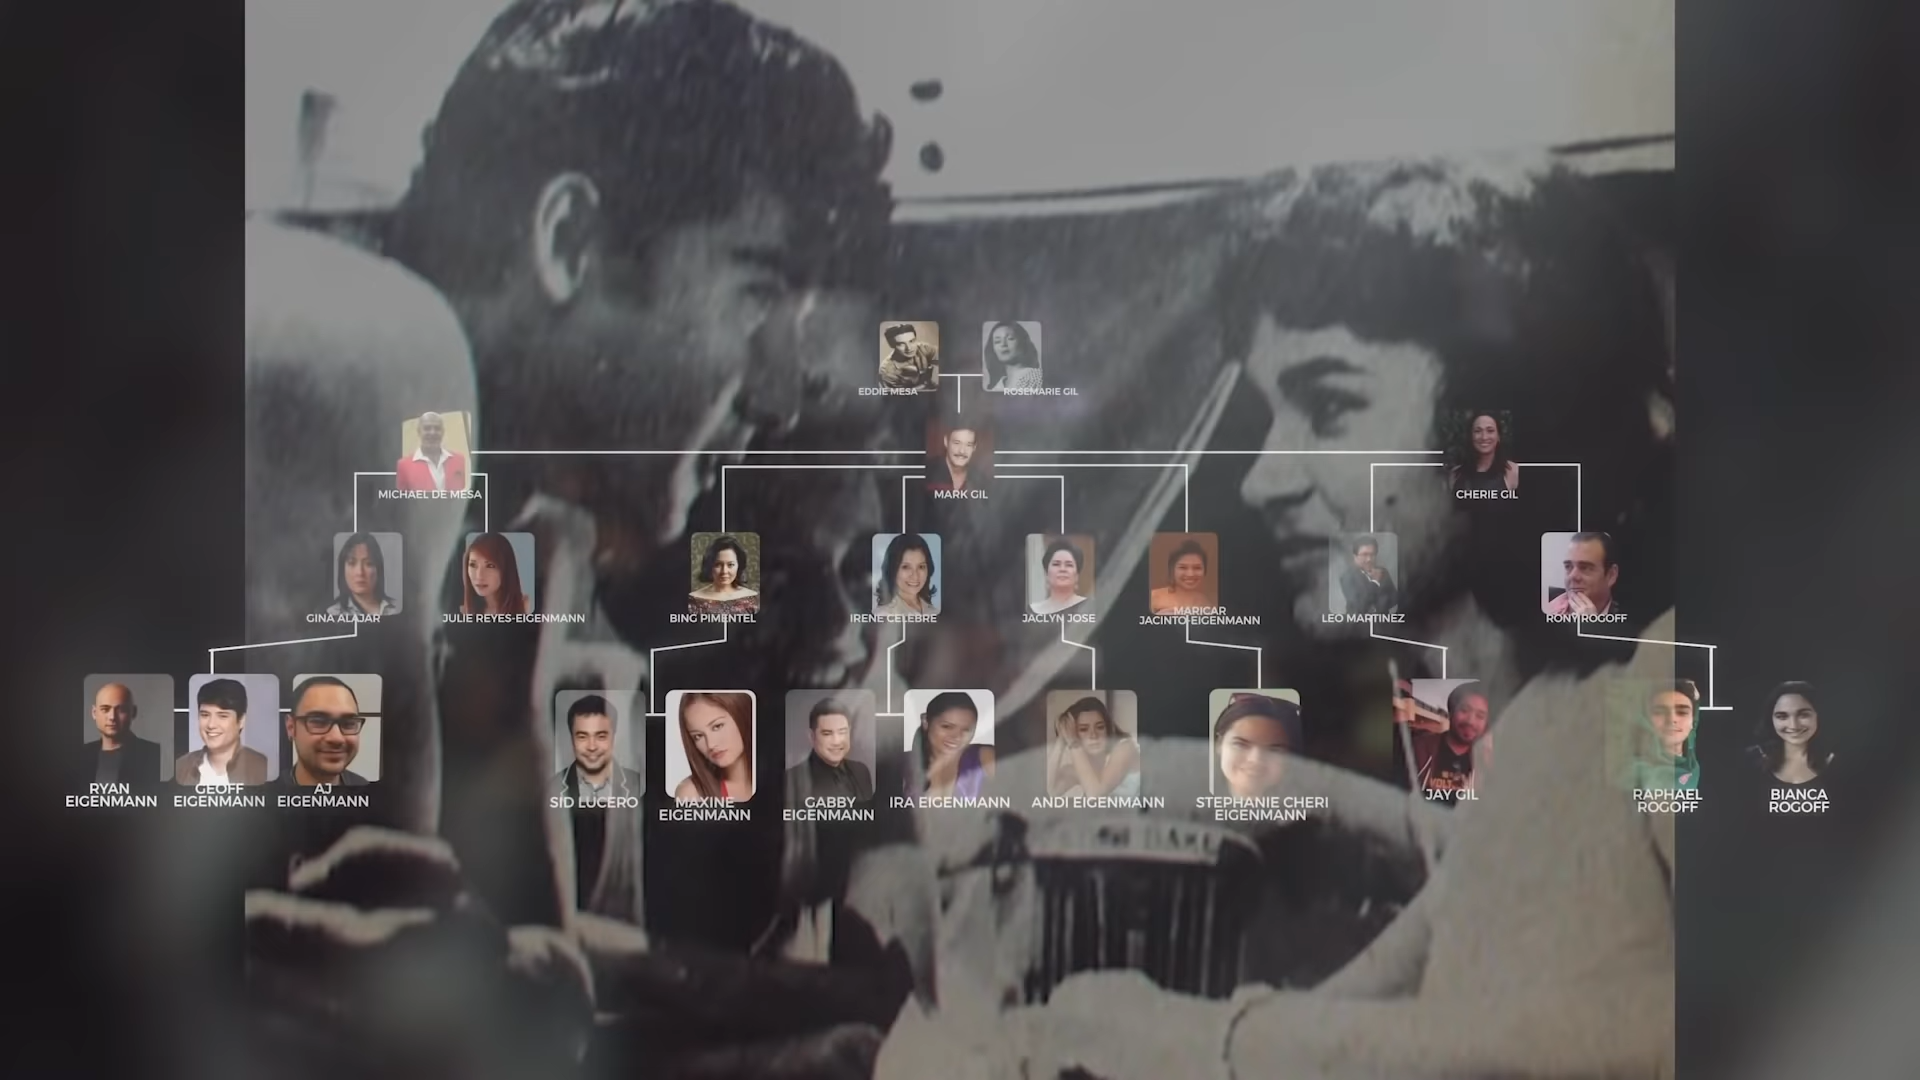 EDDIE MESA
ROSEMARIE GIL
MICHAEL DE MESA
MARK GIL
CHERIE GIL
GINA ALAJAR
JULIE REYES-EIGENMANN
BING PIMENTEL
IRENE CELEBRE
JACLYN JOSE
MARICAR
JACINTO-EIGENMANN
LEO MARTINEZ
RONY ROGOFF
RYAN
EIGENMANN
GEOFF
EIGENMANN
AJ
EIGENMANN
SID LUCERO
MAXINE
EIGENMANN
GABBY
EIGENMANN
IRA EIGENMANN
ANDI EIGENMANN
STEPHANIE CHERI
EIGENMANN
JAY GIL
RAPHAEL
ROGOFF
BIANCA
ROGOFF